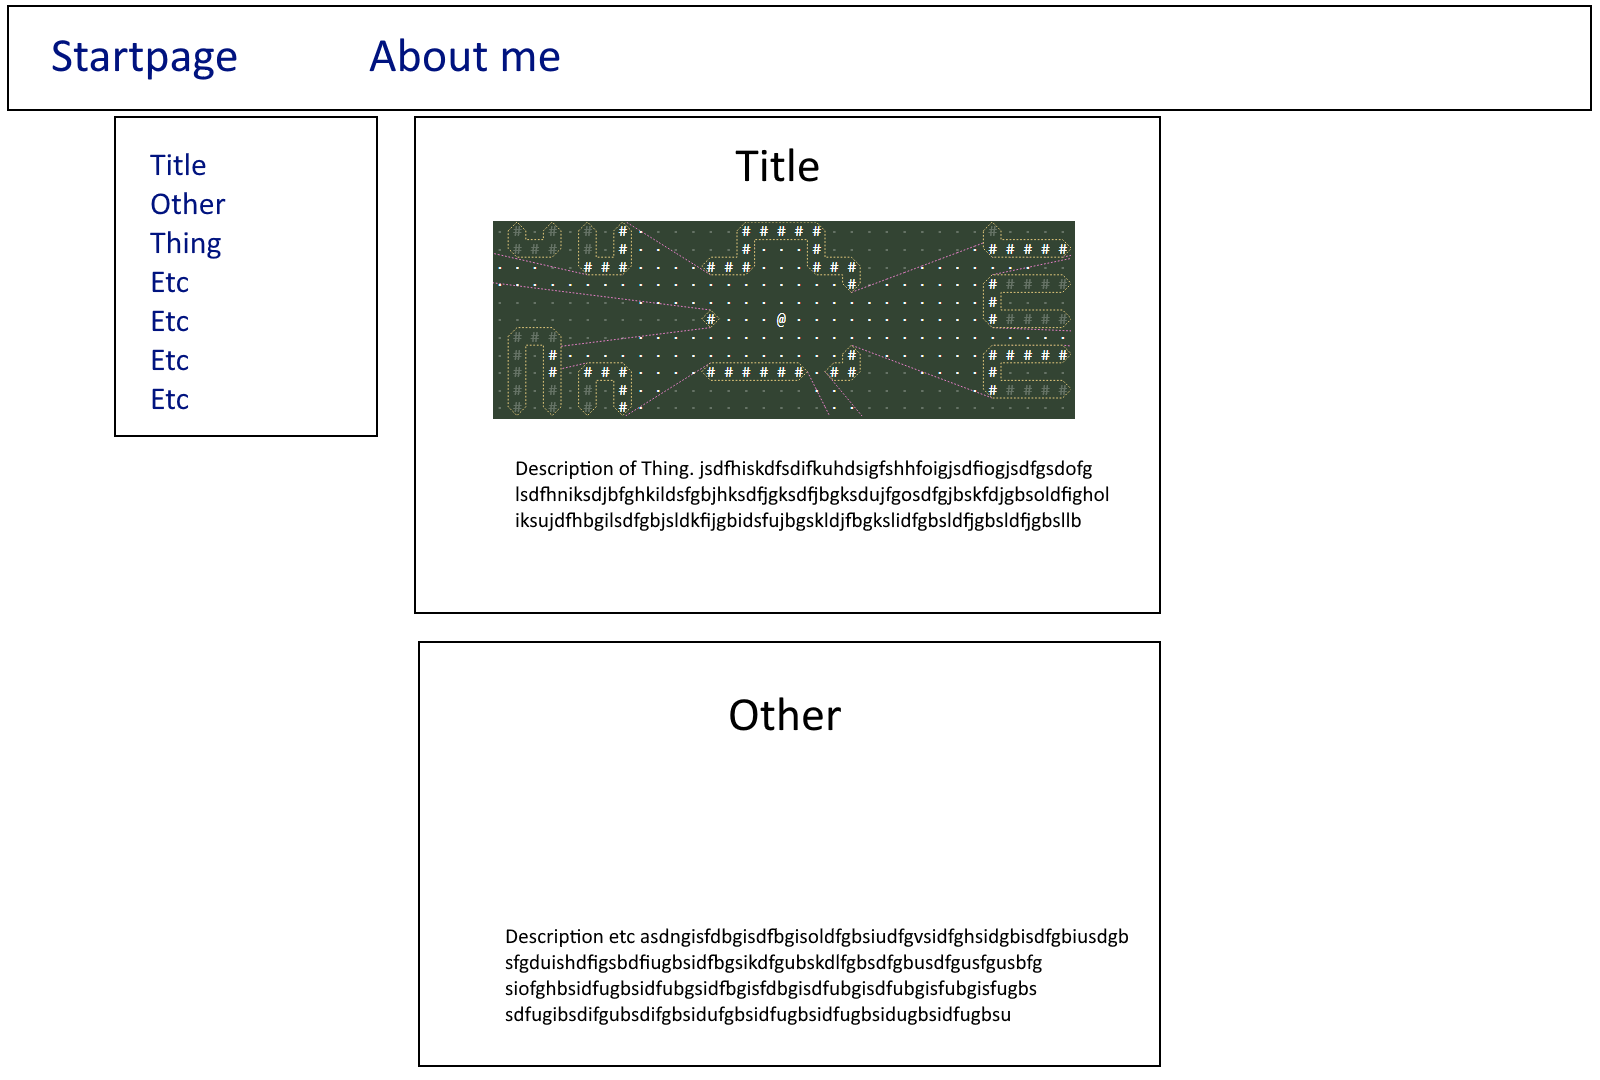 Startpage About me
Title
Other
Thing
Etc
Etc
Etc
Etc
Title
Description of Thing. jsdfhiskdfsdifkuhdsigfshhfoigjsdfiogjsdfgsdofg
lsdfhniksdjbfghkildsfgbjhksdfjgksdfjbgksdujfgosdfgjbskfdjgbsoldfighol
iksujdfhbgilsdfgbjsldkfijgbidsfujbgskldjfbgkslidfgbsldfjgbsldfjgbsllb
Other
Description etc asdngisfdbgisdfbgisoldfgbsiudfgvsidfghsidgbisdfgbiusdgb
sfgduishdfigsbdfiugbsidfbgsikdfgubskdlfgbsdfgbusdfgusfgusbfg
siofghbsidfugbsidfubgsidfbgisfdbgisdfubgisdfubgisfubgisfugbs
sdfugibsdifgubsdifgbsidufgbsidfugbsidfugbsidugbsidfugbsu